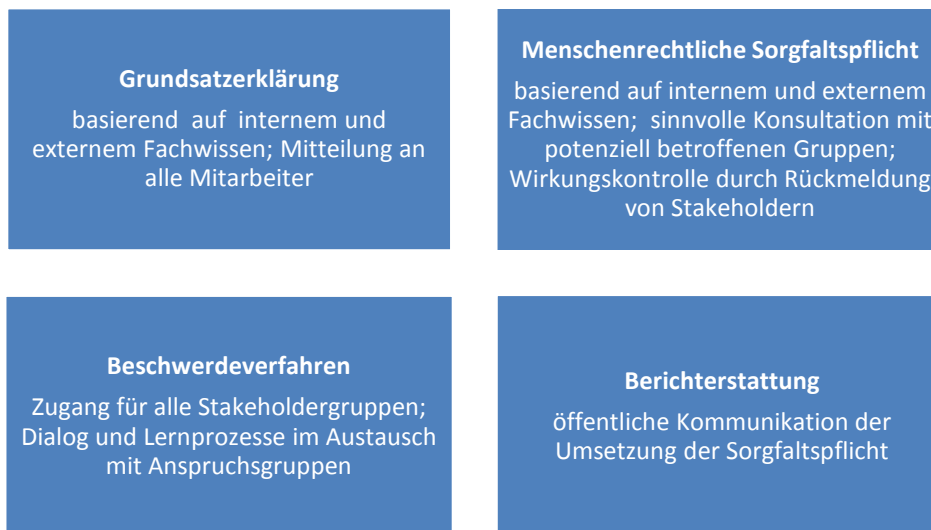 Grundsatzerklärung
basierend auf internem und
externem Fachwissen; Mitteilung an
alle Mitarbeiter
Menschenrechtliche Sorgfaltspflicht
basierend auf internem und externem
Fachwissen; sinnvolle Konsultation mit
potenziell betroffenen Gruppen;
Wirkungskontrolle durch Rückmeldung
von Stakeholdern
Beschwerdeverfahren
Zugang für alle Stakeholdergruppen;
Dialog und Lernprozesse im Austausch
mit Anspruchsgruppen
Berichterstattung
öffentliche Kommunikation der
Umsetzung der Sorgfaltspflicht